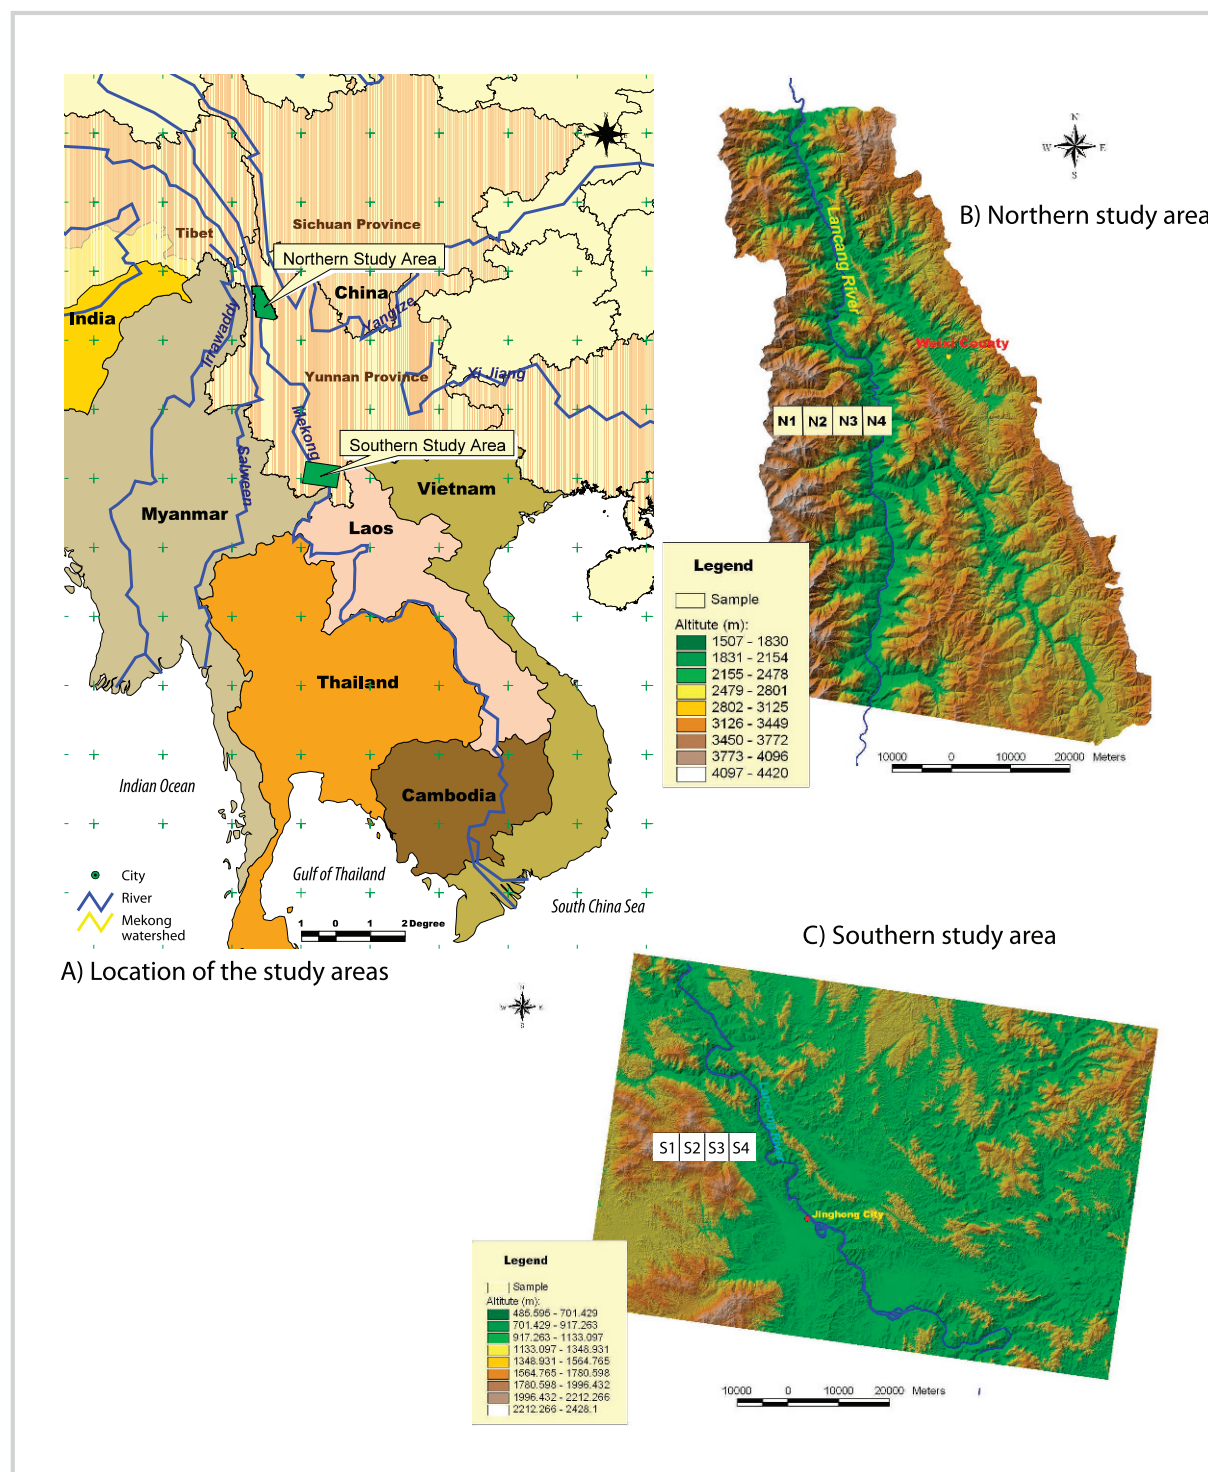 Sichuan Province
Tibet
Northern Study Area
China
Yangtze
India
Irrawaddy
Yunnan Province
Xi Jiang
Mekong
Southern Study Area
Salween
Vietnam
Myanmar
Laos
Thailand
Cambodia
Indian Ocean
Gulf of Thailand
South China Sea
City
River
Mekong
watershed
1 0 1 2 Degree
A) Location of the study areas
N
W E
S
B) Northern study area
Lancang River
Weixi County
N1 N2 N3 N4
Legend
Sample
Altitute (m):
1507 - 1830
1831 - 2154
2155 - 2478
2479 - 2801
2802 - 3125
3126 - 3449
3450 - 3772
3773 - 4096
4097 - 4420
10000 0 10000 20000 Meters
C) Southern study area
N
W E
S
S1 S2 S3 S4
Jinghong City
Legend
Sample
Altitute (m):
485.595 - 701.429
701.429 - 917.263
917.263 - 1133.097
1133.097 - 1348.931
1348.931 - 1564.765
1564.765 - 1780.598
1780.598 - 1996.432
1996.432 - 2212.266
2212.266 - 2428.1
10000 0 10000 20000 Meters